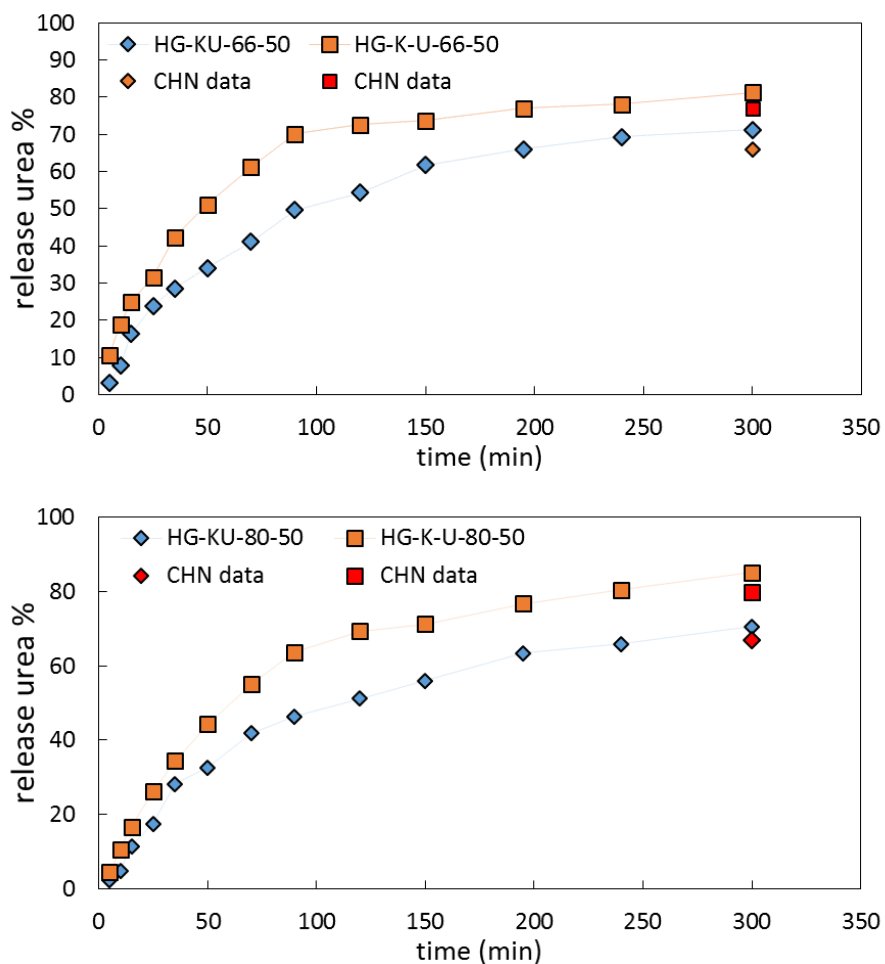 100
90
80
70
60
50
40
30
20
10
0
release urea %
HG-KU-66-50 HG-K-U-66-50
CHN data CHN data
0 50 100 150 200 250 300 350
time (min)
100
80
60
40
20
0
release urea %
HG-KU-80-50 HG-K-U-80-50
CHN data CHN data
0 50 100 150 200 250 300 350
time (min)